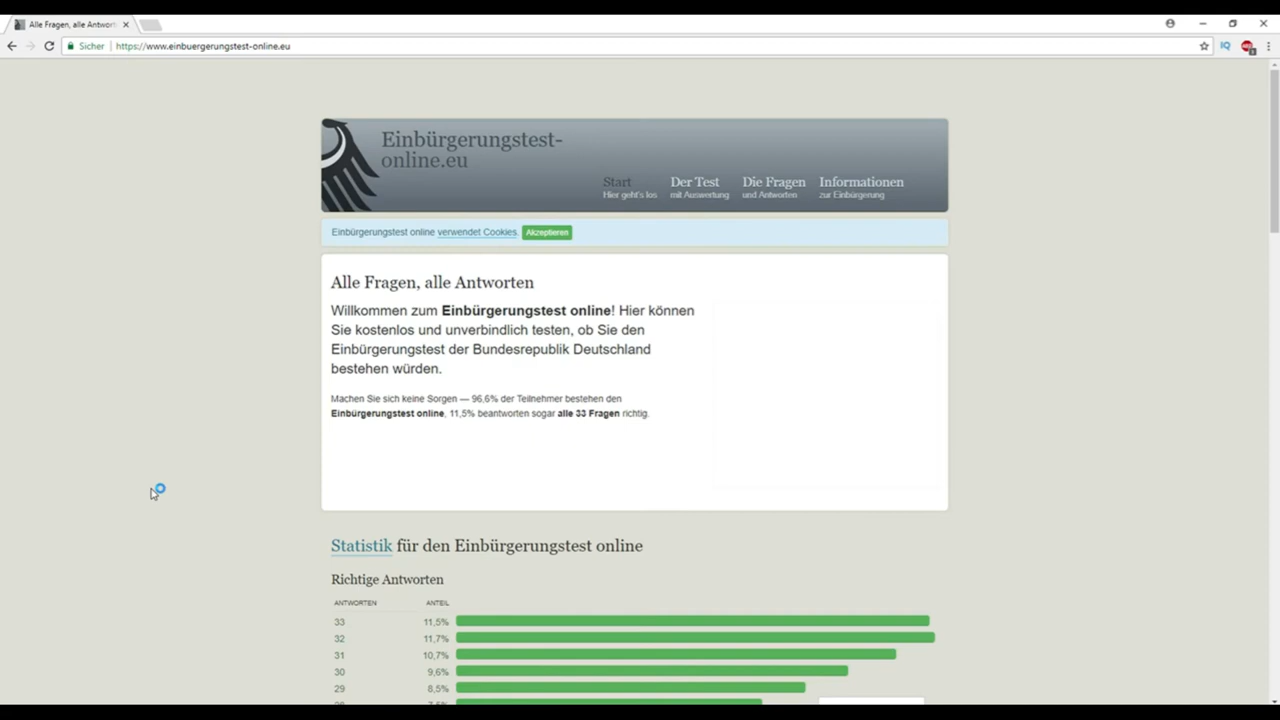 Alle Fragen, alle Antwort
Sicher
https://www.einbuergerungstest-online.eu
Einbürgerungstest-
online.eu
Start Der Test Die Fragen Informationen
Hier geht's los mit Auswertung und Antworten zur Einbürgerung
Einbürgerungstest online verwendet Cookies. Akzeptieren
Alle Fragen, alle Antworten
Willkommen zum Einbürgerungstest online! Hier können
Sie kostenlos und unverbindlich testen, ob Sie den
Einbürgerungstest der Bundesrepublik Deutschland
bestehen würden.
Machen Sie sich keine Sorgen — 96,6% der Teilnehmer bestehen den
Einbürgerungstest online, 11,5% beantworten sogar alle 33 Fragen richtig.
Statistik für den Einbürgerungstest online
Richtige Antworten
ANTWORTEN ANTEIL
33 11,5%
32 11,7%
31 10,7%
30 9,6%
29 8,5%